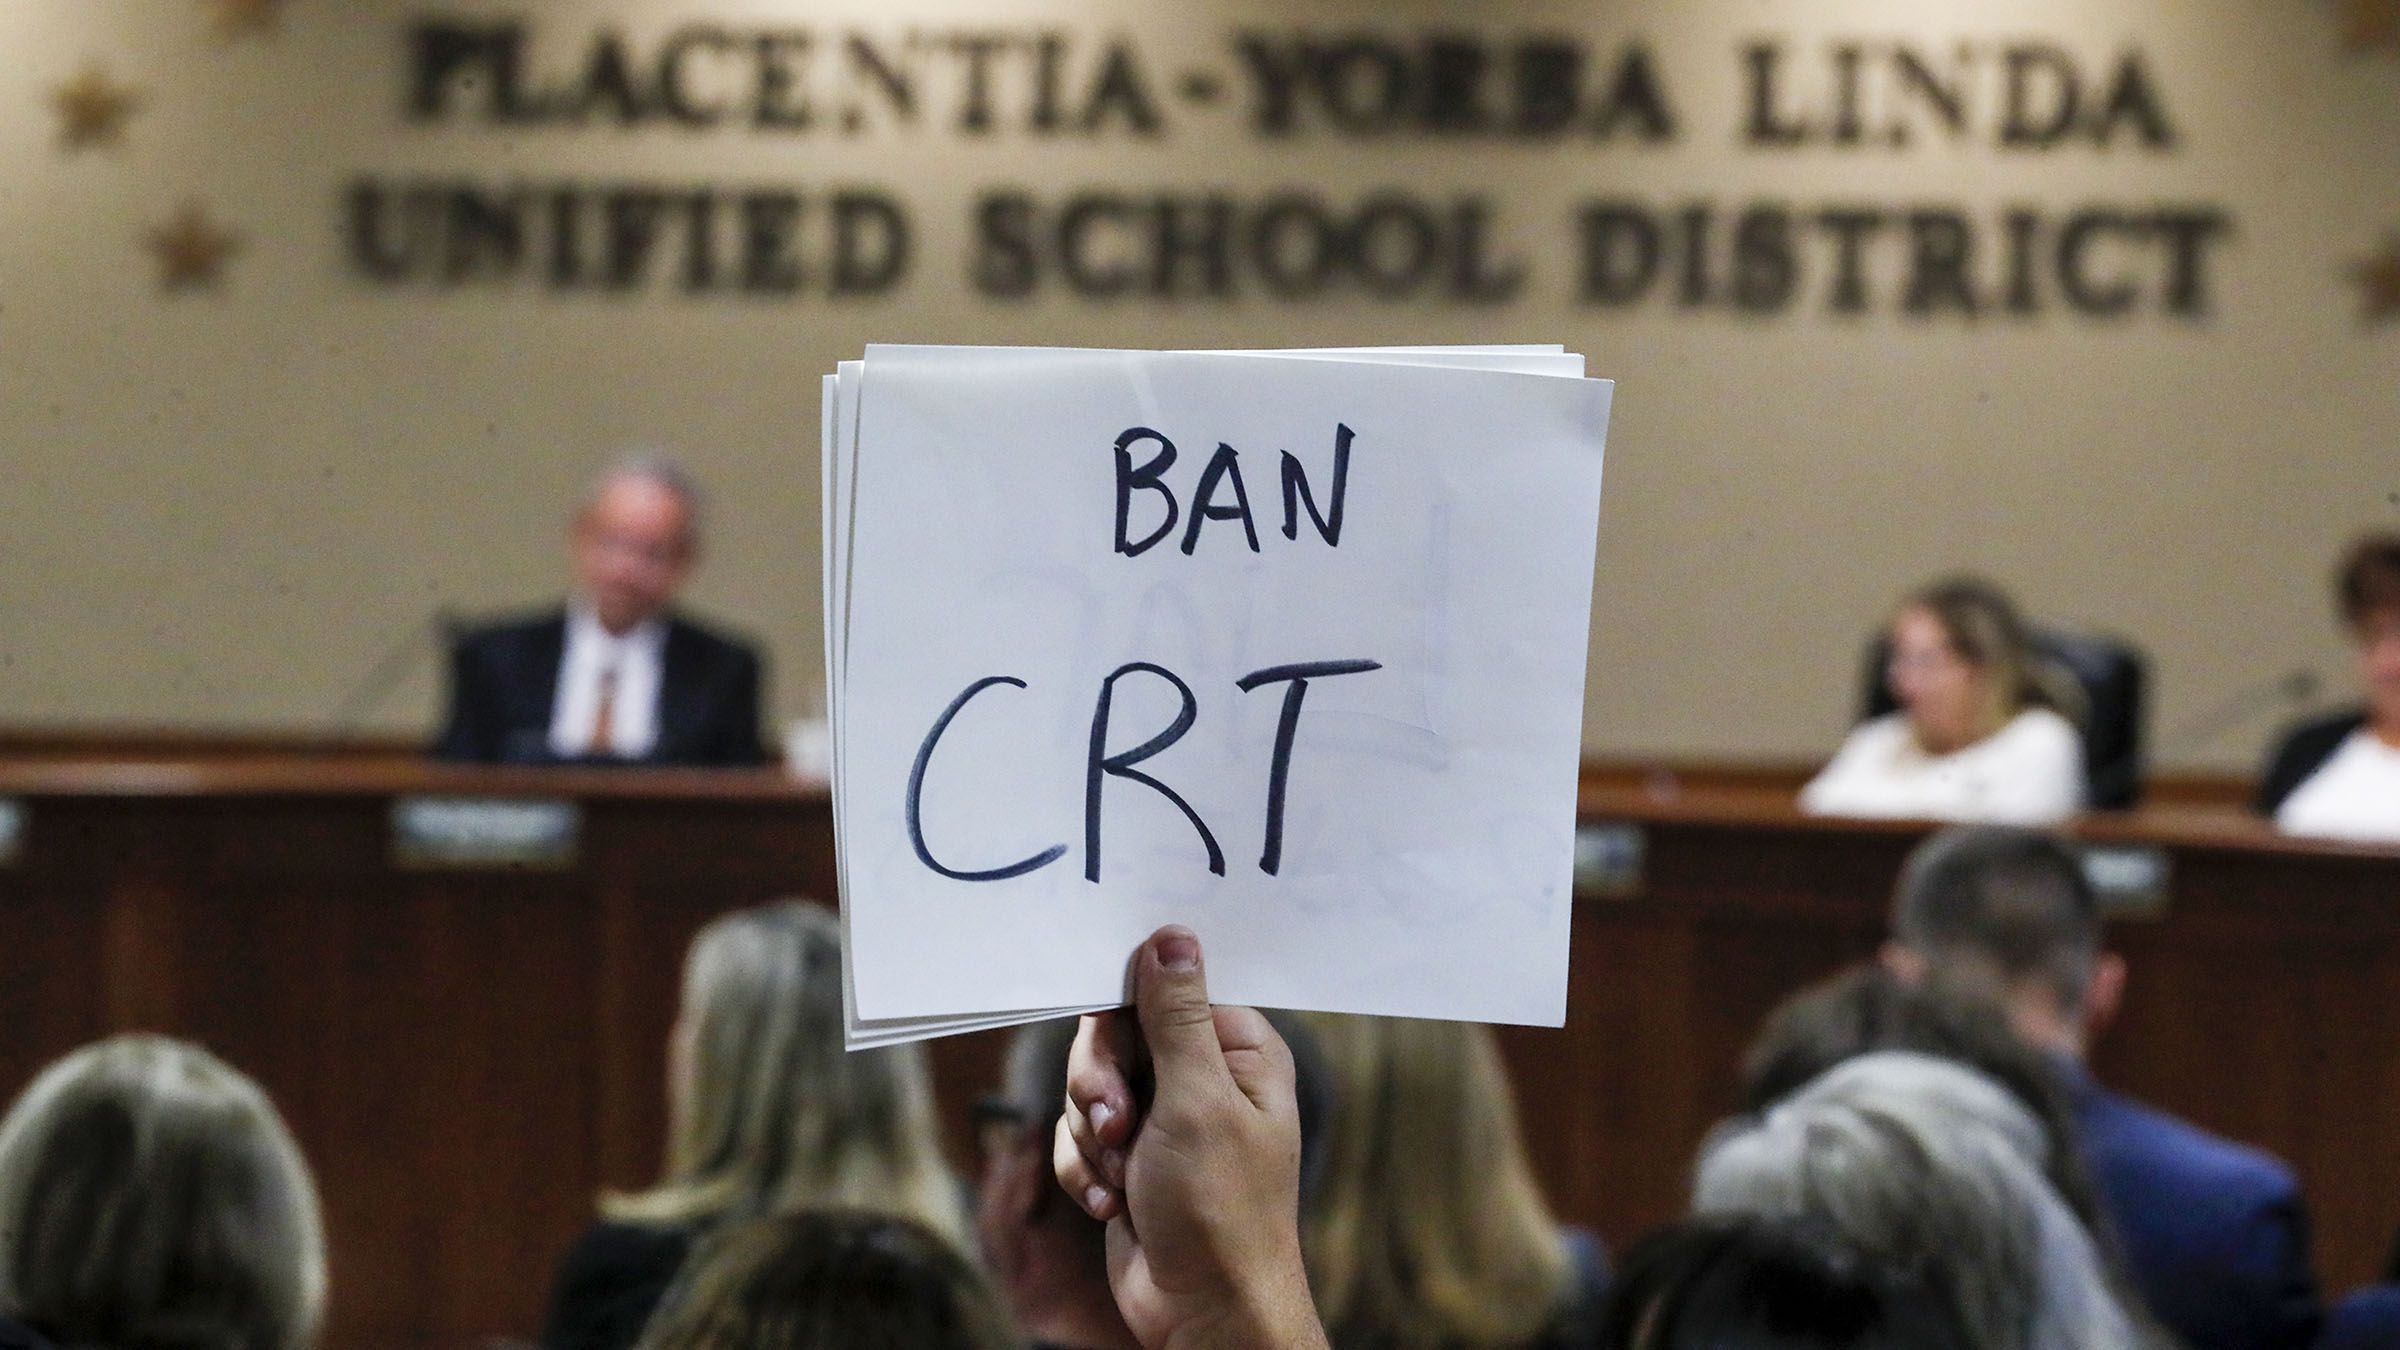 PLACENTIA-YORBA LINDA
UNIFIED SCHOOL DISTRICT
BAN
CRT